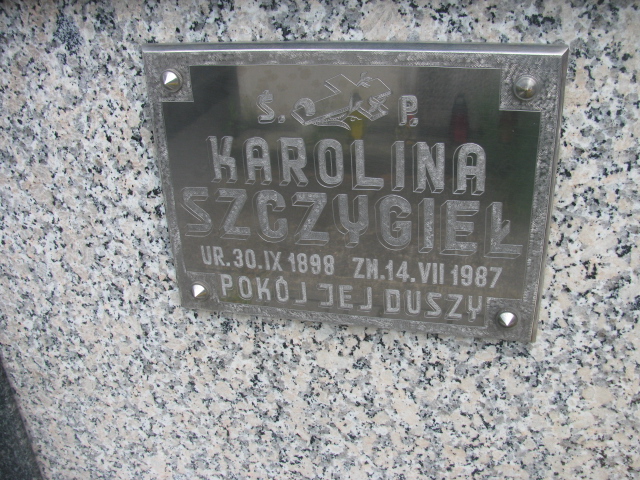 Ś. P.
KAROLINA
SZCZYGIEŁ
UR. 30. IX 1898 ZM. 14. VII 1987
POKÓJ JEJ DUSZY